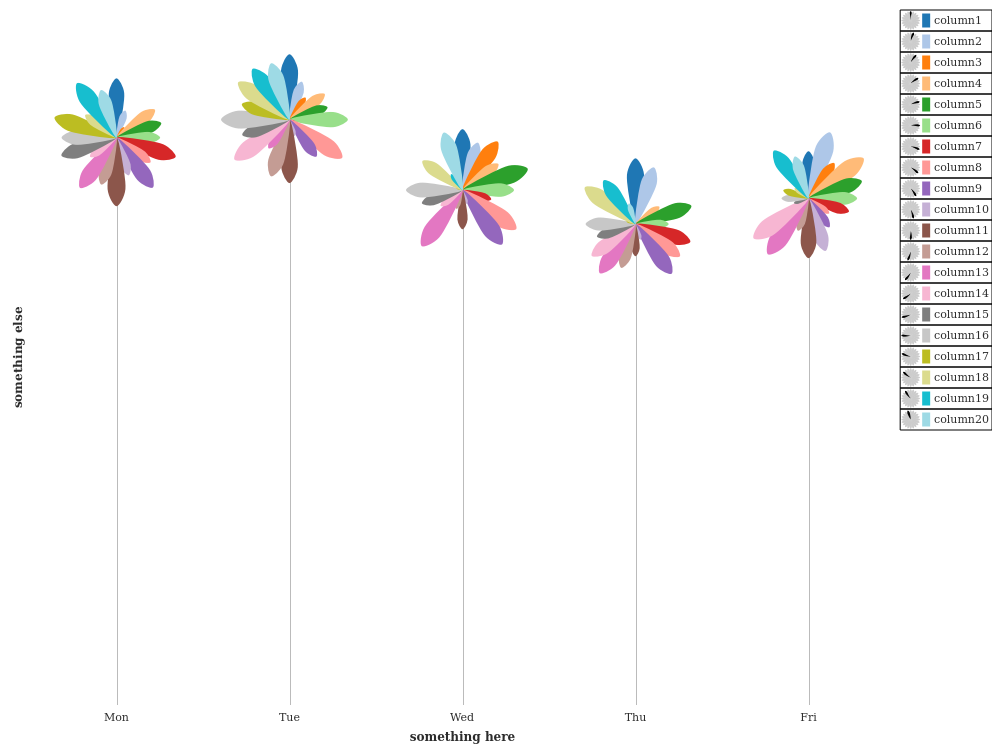 column1
column2
column3
column4
column5
column6
column7
column8
column9
column10
column11
column12
column13
column14
column15
column16
column17
column18
column19
column20
something else
Mon Tue Wed Thu Fri
something here